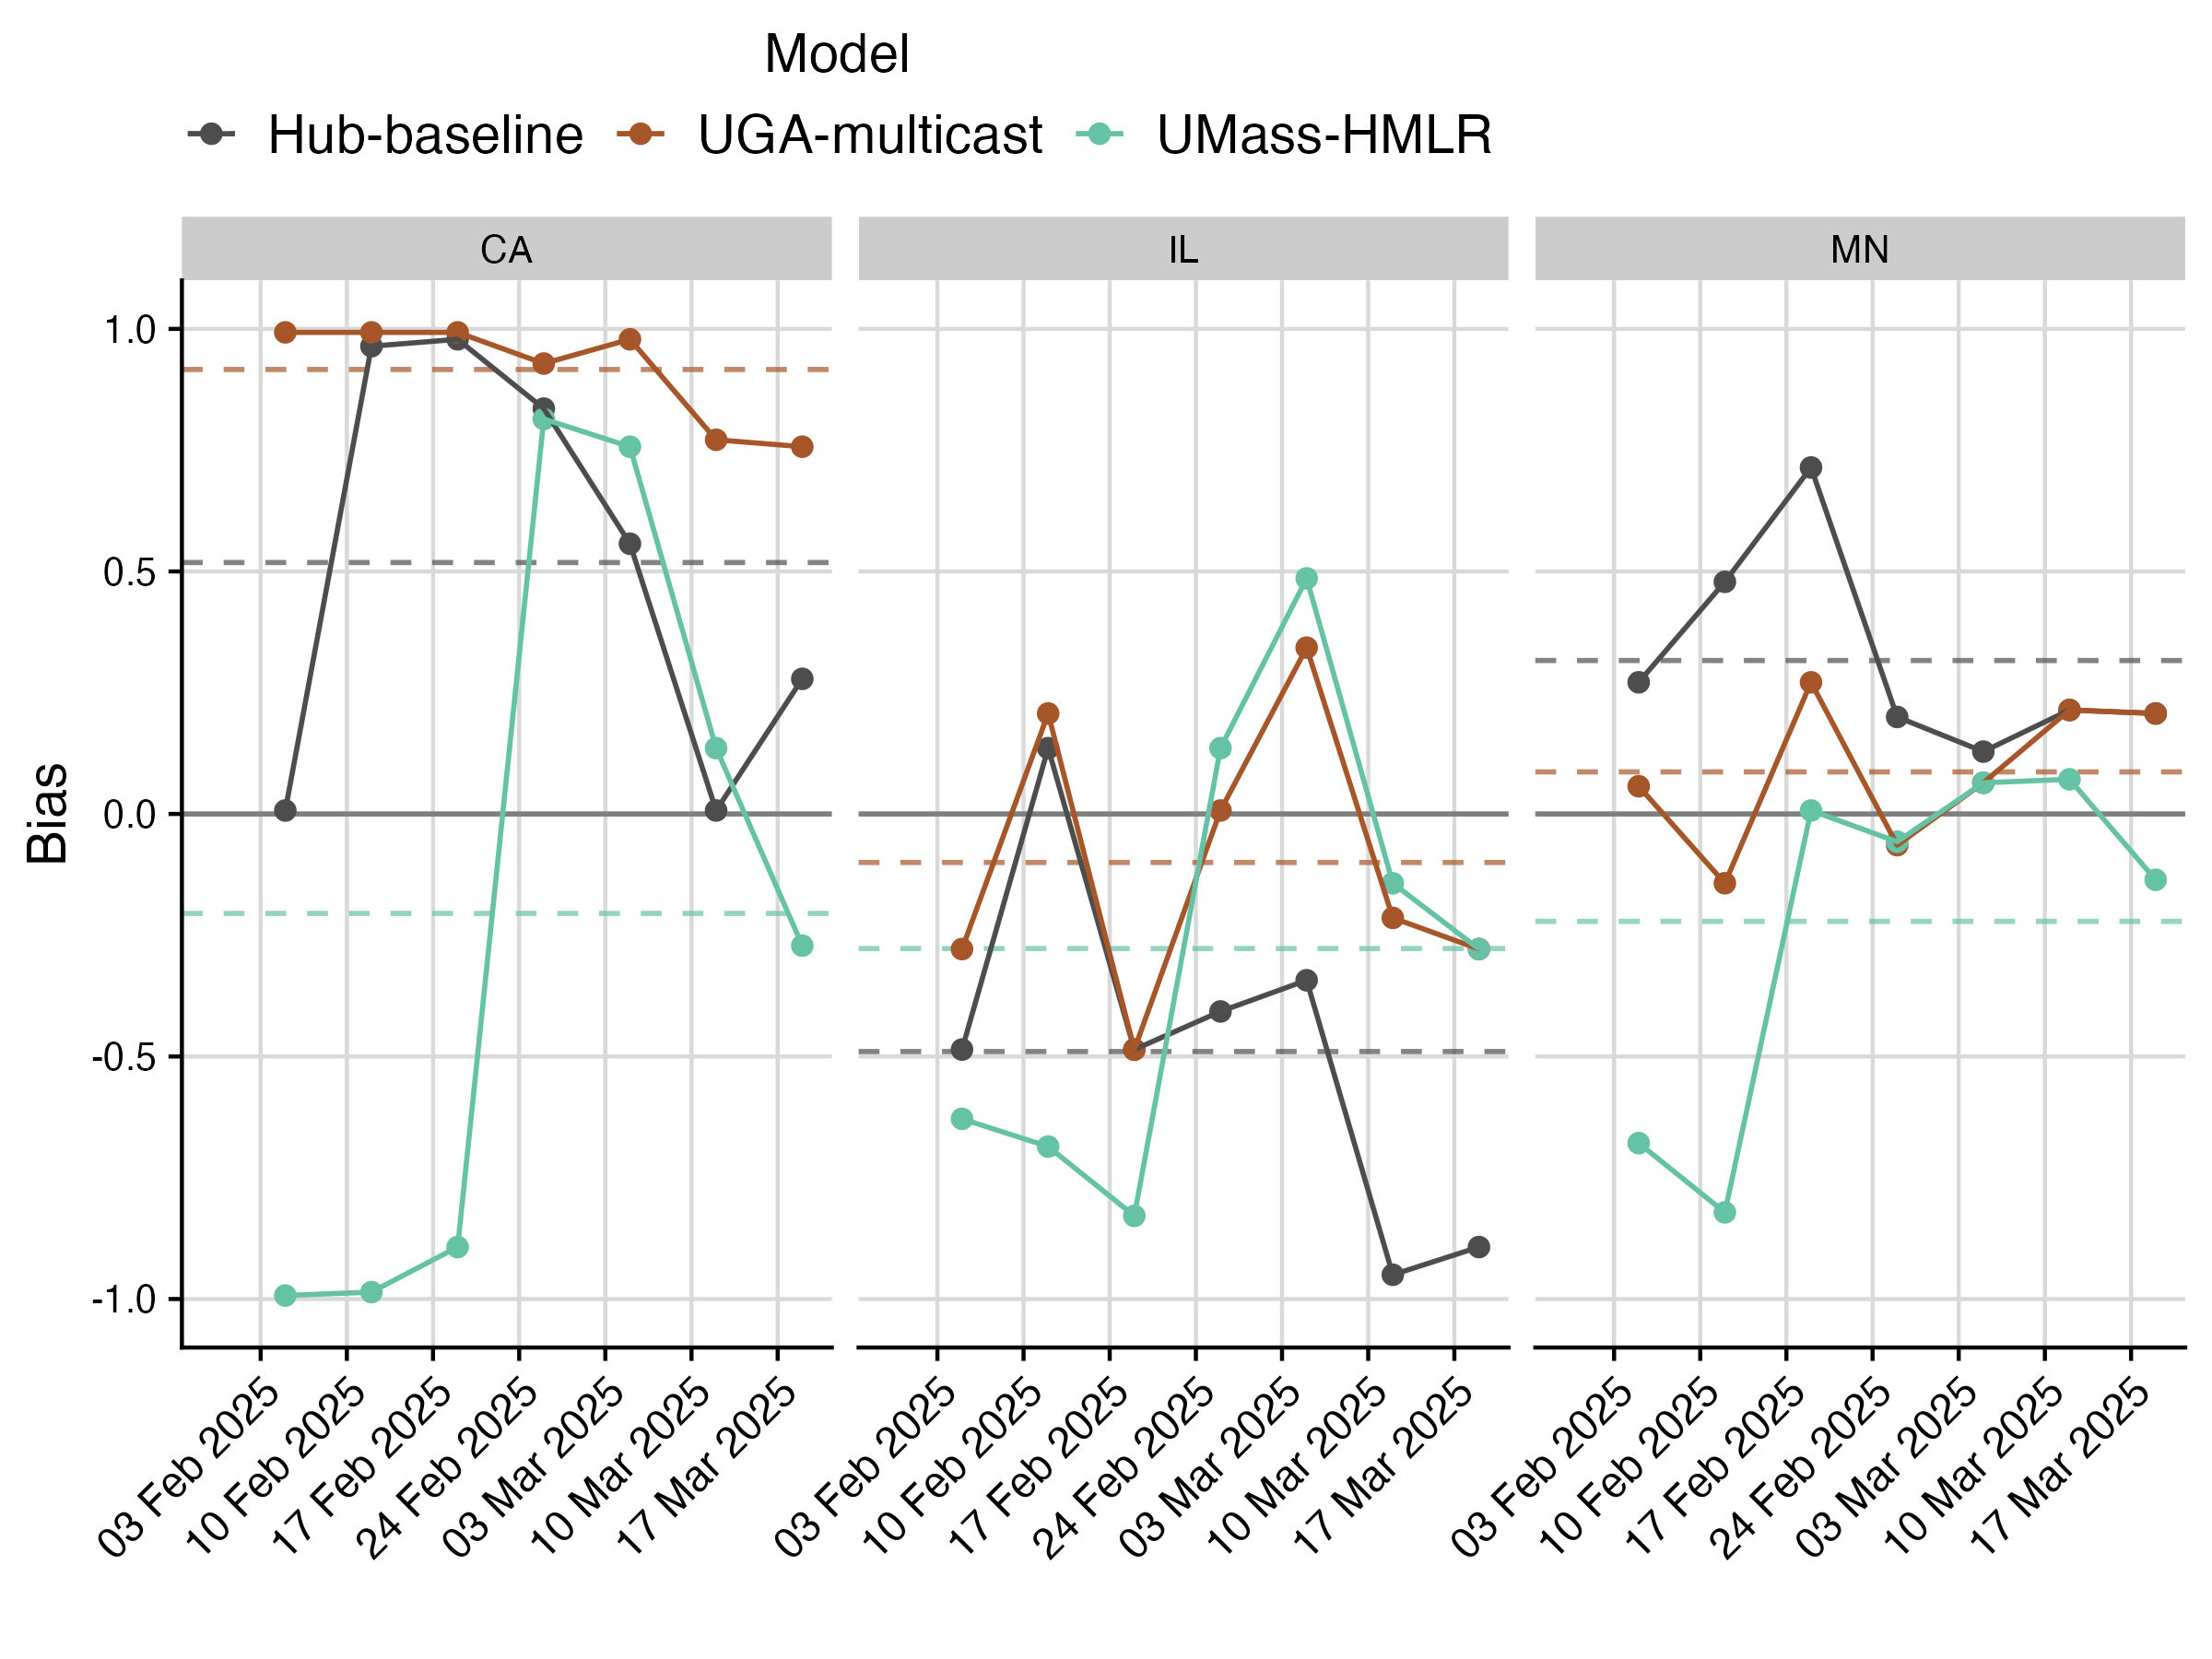 Model
Hub-baseline UGA-multicast UMass-HMLR
CA IL MN
Bias
1.0
0.5
0.0
-0.5
-1.0
03 Feb 2025 10 Feb 2025 17 Feb 2025 24 Feb 2025 03 Mar 2025 10 Mar 2025 17 Mar 2025 03 Feb 2025 10 Feb 2025 17 Feb 2025 24 Feb 2025 03 Mar 2025 10 Mar 2025 17 Mar 2025 03 Feb 2025 10 Feb 2025 17 Feb 2025 24 Feb 2025 03 Mar 2025 10 Mar 2025 17 Mar 2025